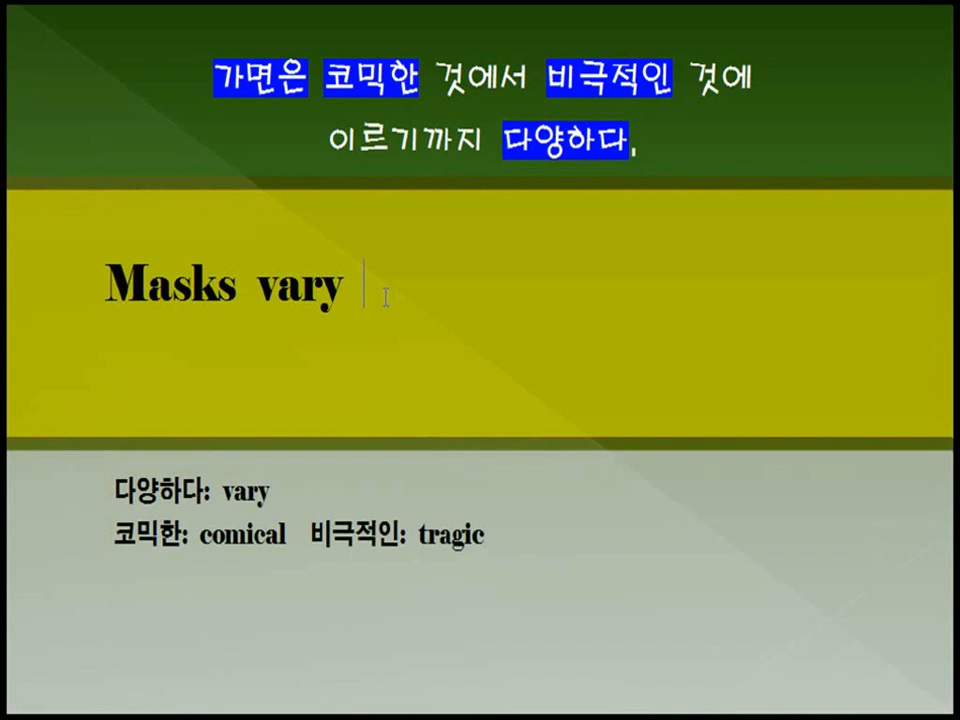 가면은 코믹한 것에서 비극적인 것에
이르기까지 다양하다.
Masks vary
다양하다: vary
코믹한: comical 비극적인: tragic